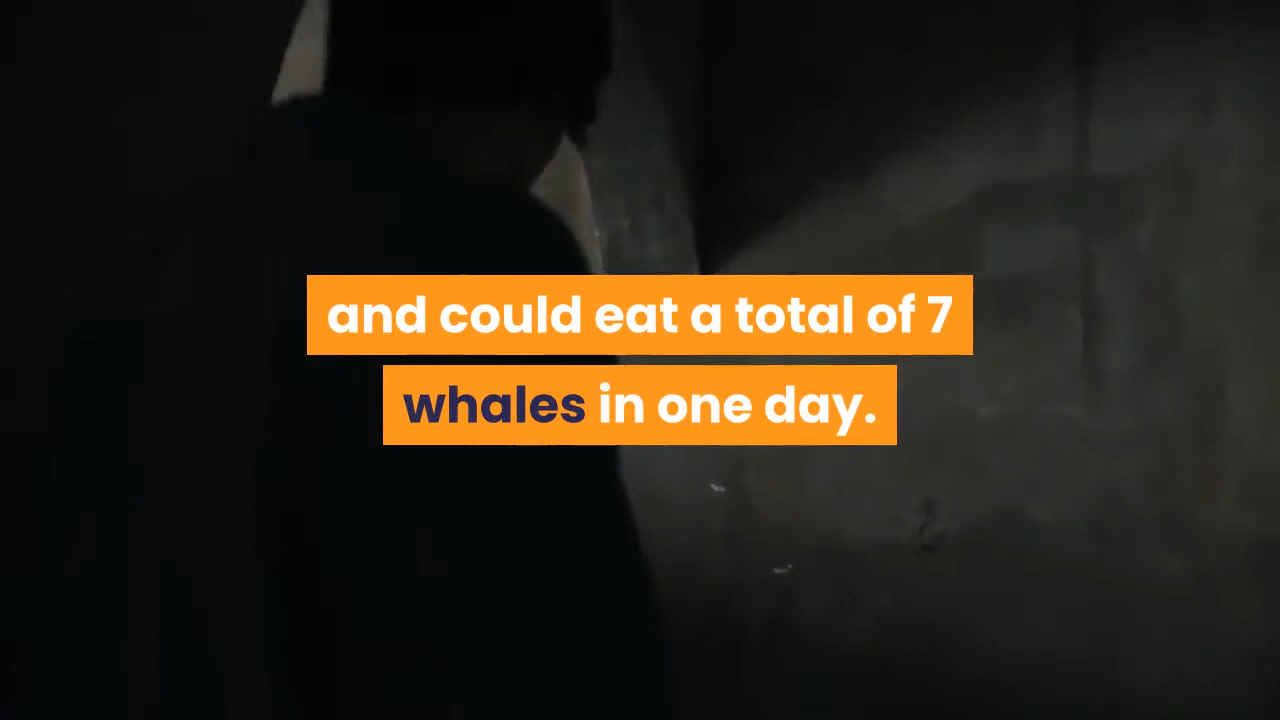 and could eat a total of 7
whales in one day.